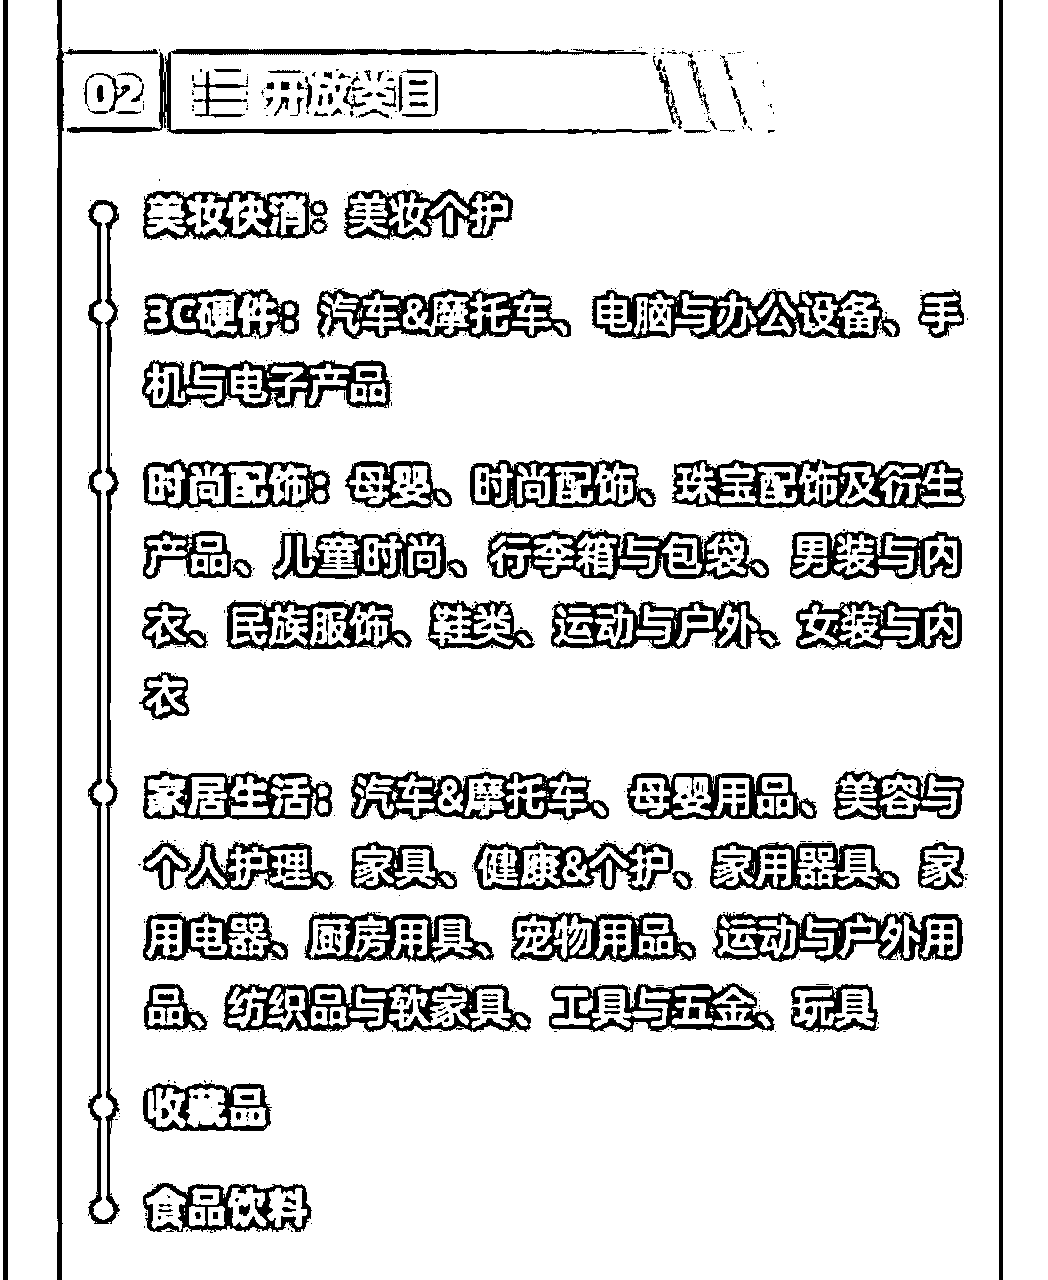 02 开放类目
美妆快消：美妆个护
3C硬件：汽车&摩托车、电脑与办公设备、手
机与电子产品
时尚配饰：母婴、时尚配饰、珠宝配饰及衍生
产品、儿童时尚、行李箱与包袋、男装与内
衣、民族服饰、鞋类、运动与户外、女装与内
衣
家居生活：汽车&摩托车、母婴用品、美容与
个人护理、家具、健康&个护、家用器具、家
用电器、厨房用具、宠物用品、运动与户外用
品、纺织品与软家具、工具与五金、玩具
收藏品
食品饮料